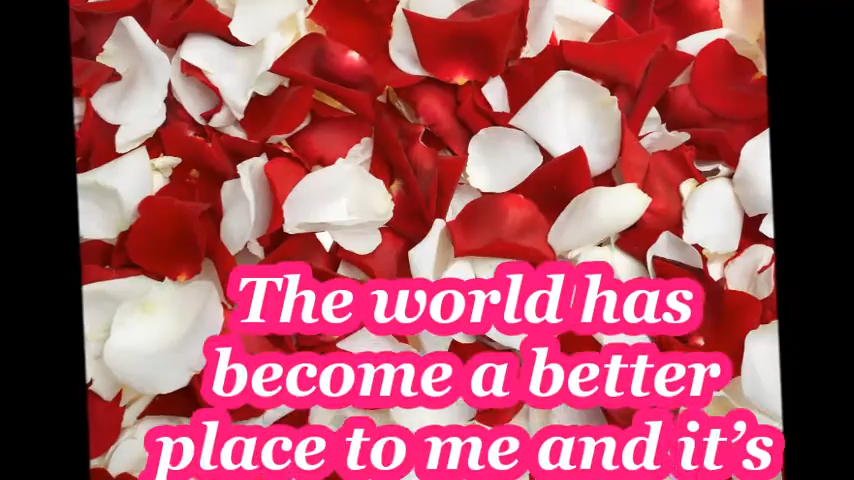 The world has
become a better
place to me and it’s